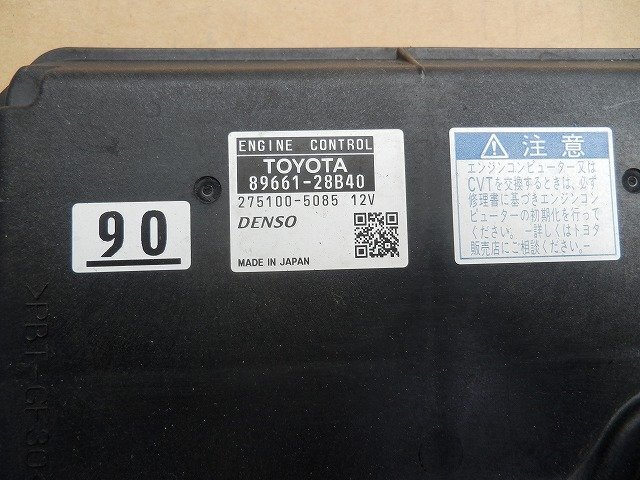 90
ENGINE CONTROL
TOYOTA
89661-28B40
275100-5085 12V
DENSO
MADE IN JAPAN
注意
エンジンコンピューター又は
CVTを交換するときは、必ず
修理書に基づきエンジンコン
ピューターの初期化を行って
ください。−詳しくはトヨタ
販売店にご相談ください。−
>PBT-GF30